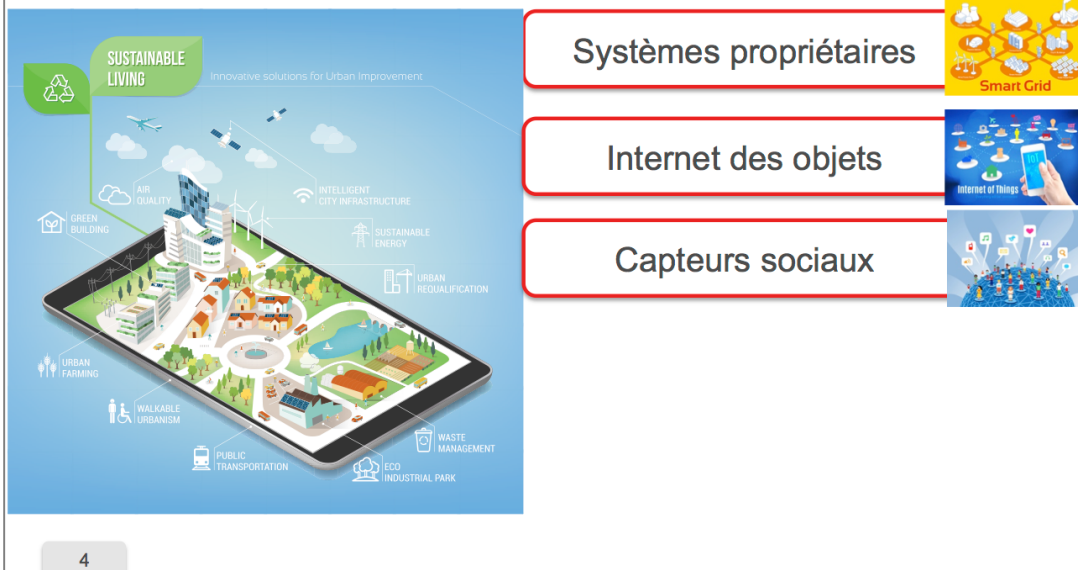 SUSTAINABLE
LIVING
Innovative solutions for Urban Improvement
AIR
QUALITY
INTELLIGENT
CITY INFRASTRUCTURE
GREEN
BUILDING
SUSTAINABLE
ENERGY
URBAN
REQUALIFICATION
URBAN
FARMING
WALKABLE
URBANISM
PUBLIC
TRANSPORTATION
WASTE
MANAGEMENT
ECO
INDUSTRIAL PARK
Systèmes propriétaires
Smart Grid
Internet des objets
IoT
Internet of Things
Capteurs sociaux
4